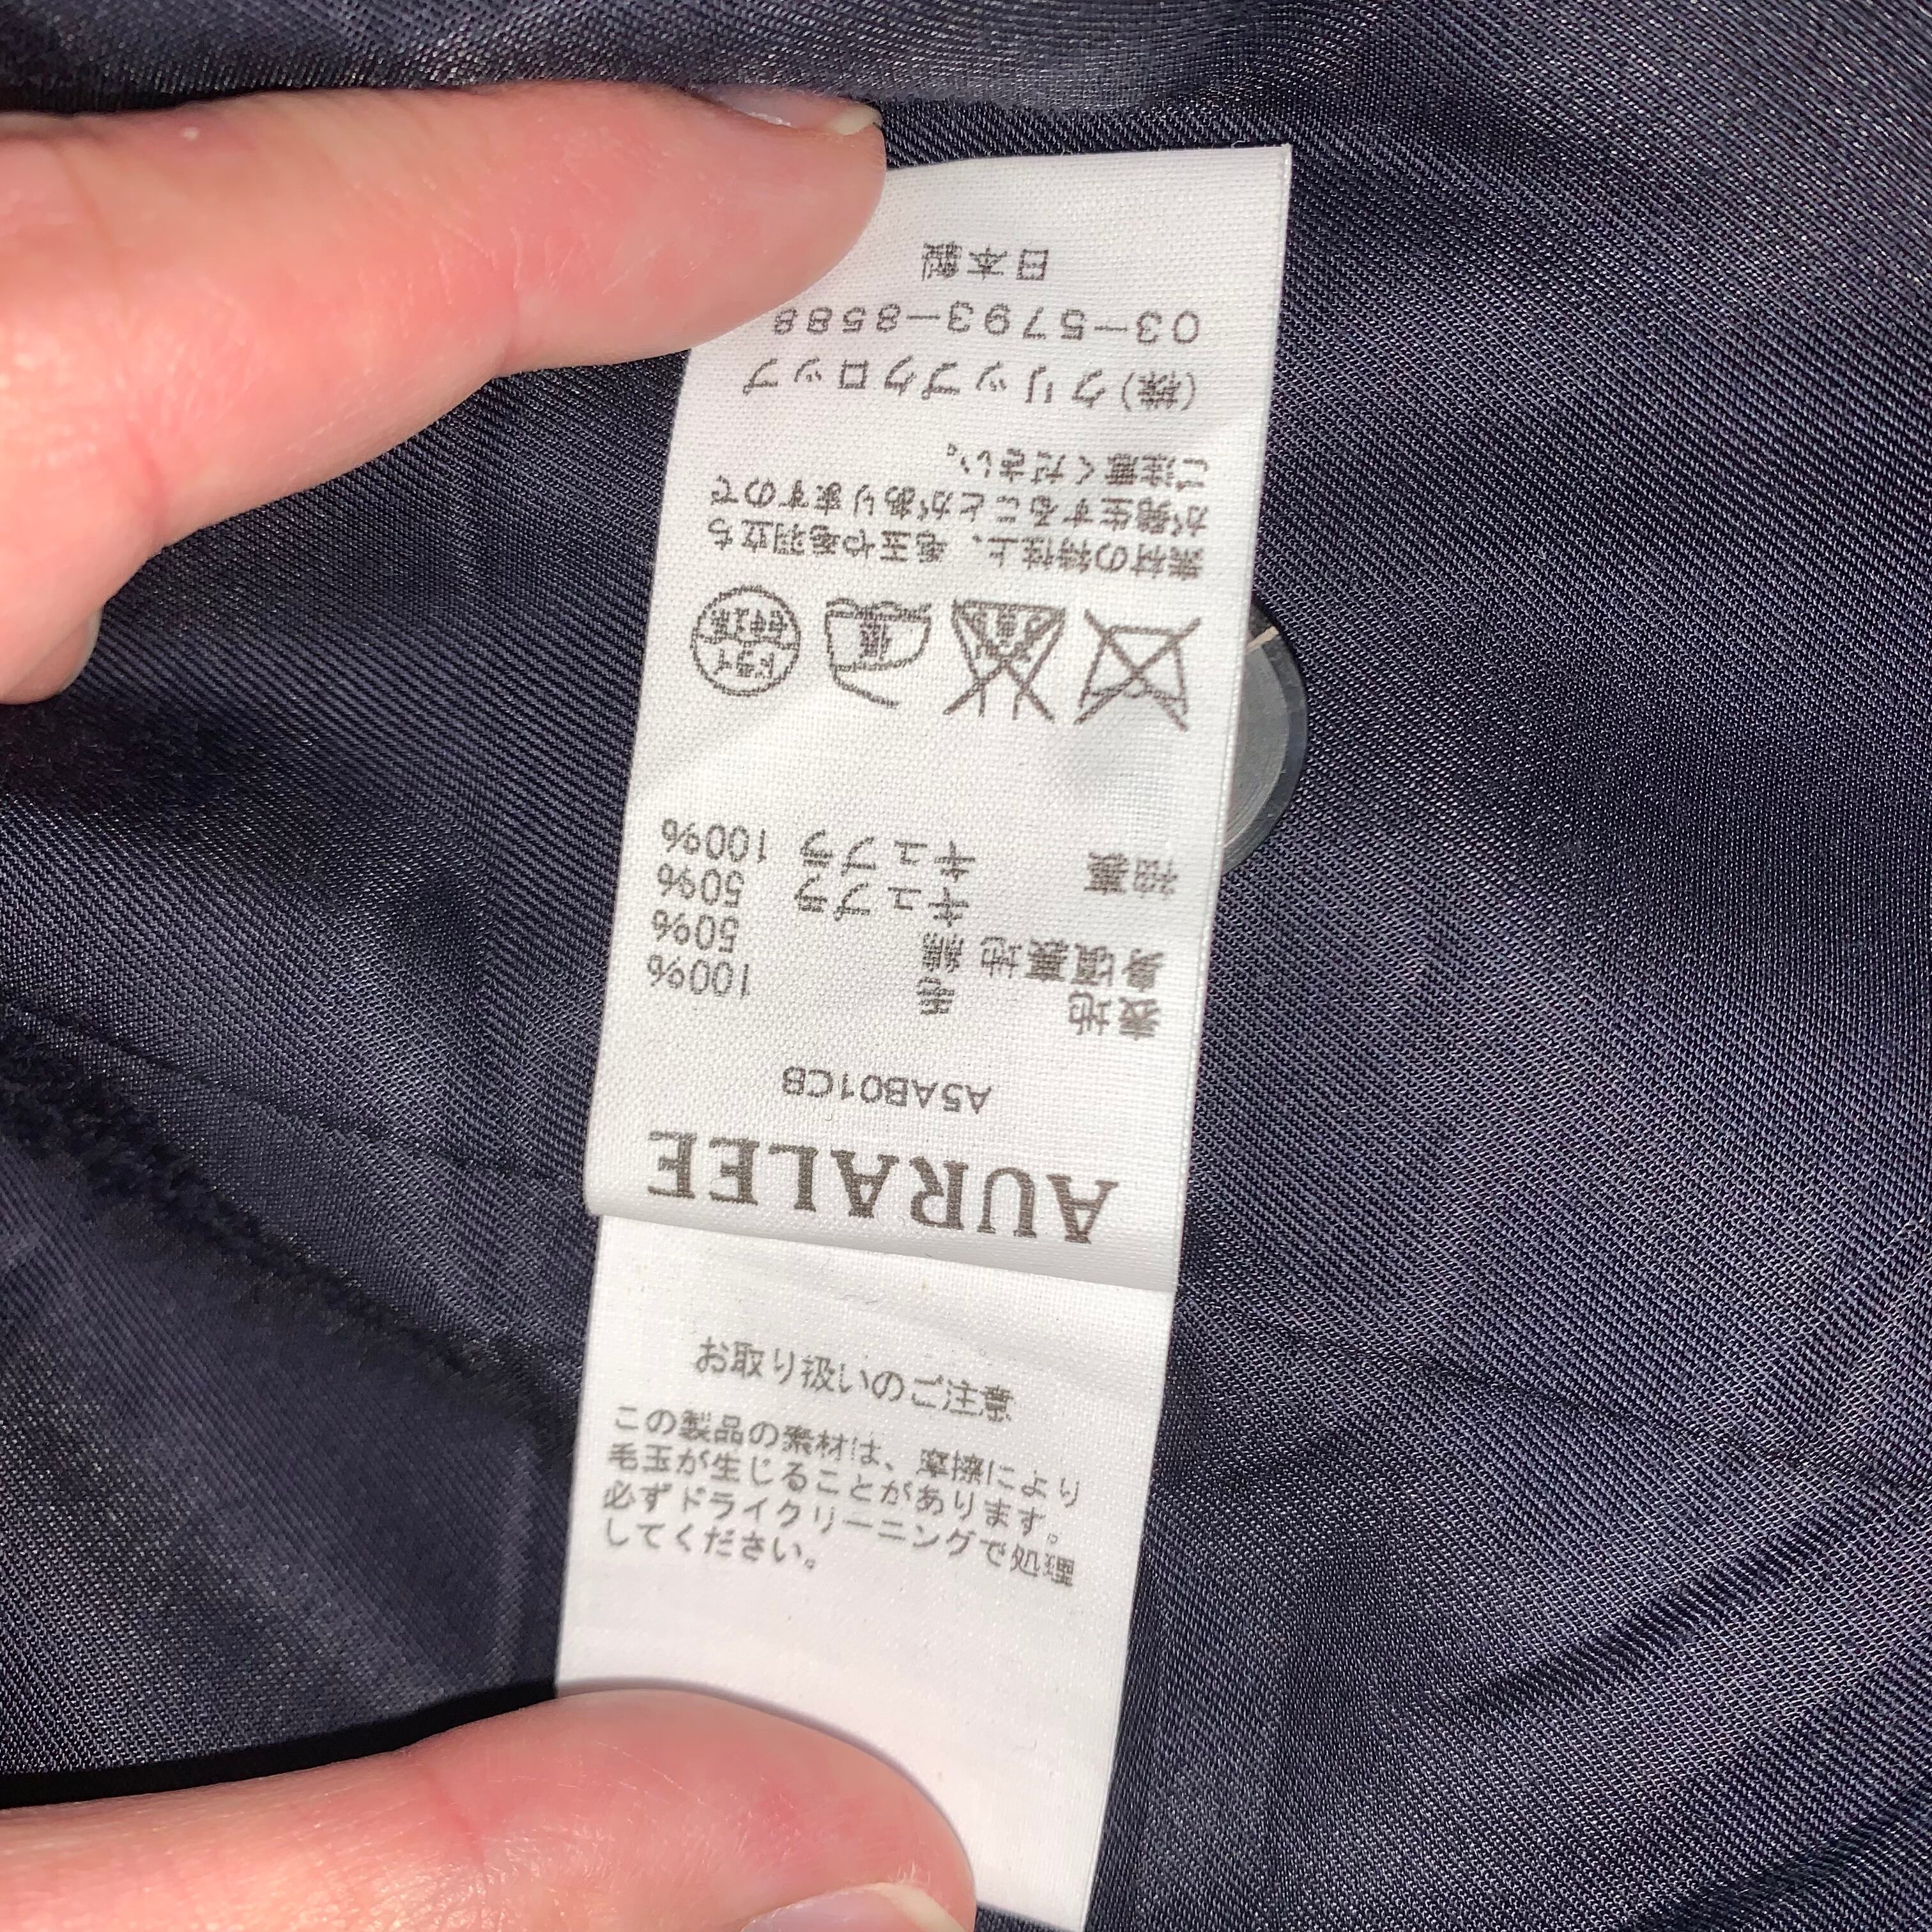 AURALEE
A5AB01CB
表地 毛 100%
身頃裏地 綿 50%
キュプラ 50%
袖裏 キュプラ 100%
エンソサラシ
低
ドライ
石油系
素材の特性上、毛玉や毛羽立ち
が発生することがありますので
ご注意ください。
(株)クリップクロップ
03-5793-8588
日本製
お取り扱いのご注意
この製品の素材は、摩擦により
毛玉が生じることがあります。
必ずドライクリーニングで処理
してください。